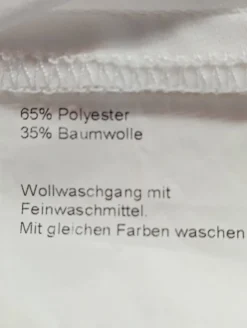 65% Polyester
35% Baumwolle
Wollwaschgang mit
Feinwaschmittel.
Mit gleichen Farben waschen